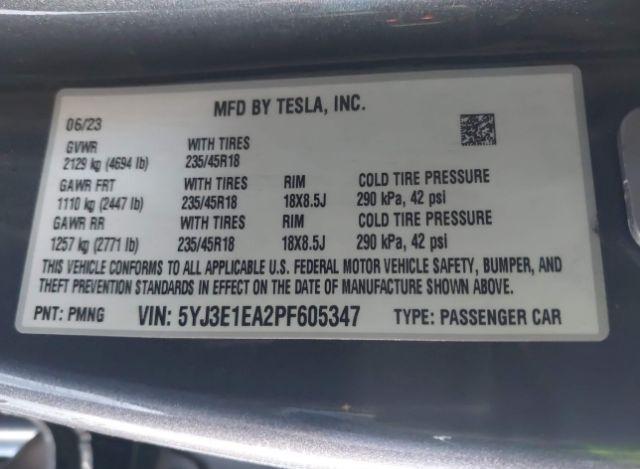 MFD BY TESLA, INC.
06/23
GVWR WITH TIRES
2129 kg (4694 lb) 235/45R18
GAWR FRT WITH TIRES RIM COLD TIRE PRESSURE
1110 kg (2447 lb) 235/45R18 18X8.5J 290 kPa, 42 psi
GAWR RR WITH TIRES RIM COLD TIRE PRESSURE
1257 kg (2771 lb) 235/45R18 18X8.5J 290 kPa, 42 psi
THIS VEHICLE CONFORMS TO ALL APPLICABLE U.S. FEDERAL MOTOR VEHICLE SAFETY, BUMPER, AND
THEFT PREVENTION STANDARDS IN EFFECT ON THE DATE OF MANUFACTURE SHOWN ABOVE.
PNT: PMNG VIN: 5YJ3E1EA2PF605347 TYPE: PASSENGER CAR